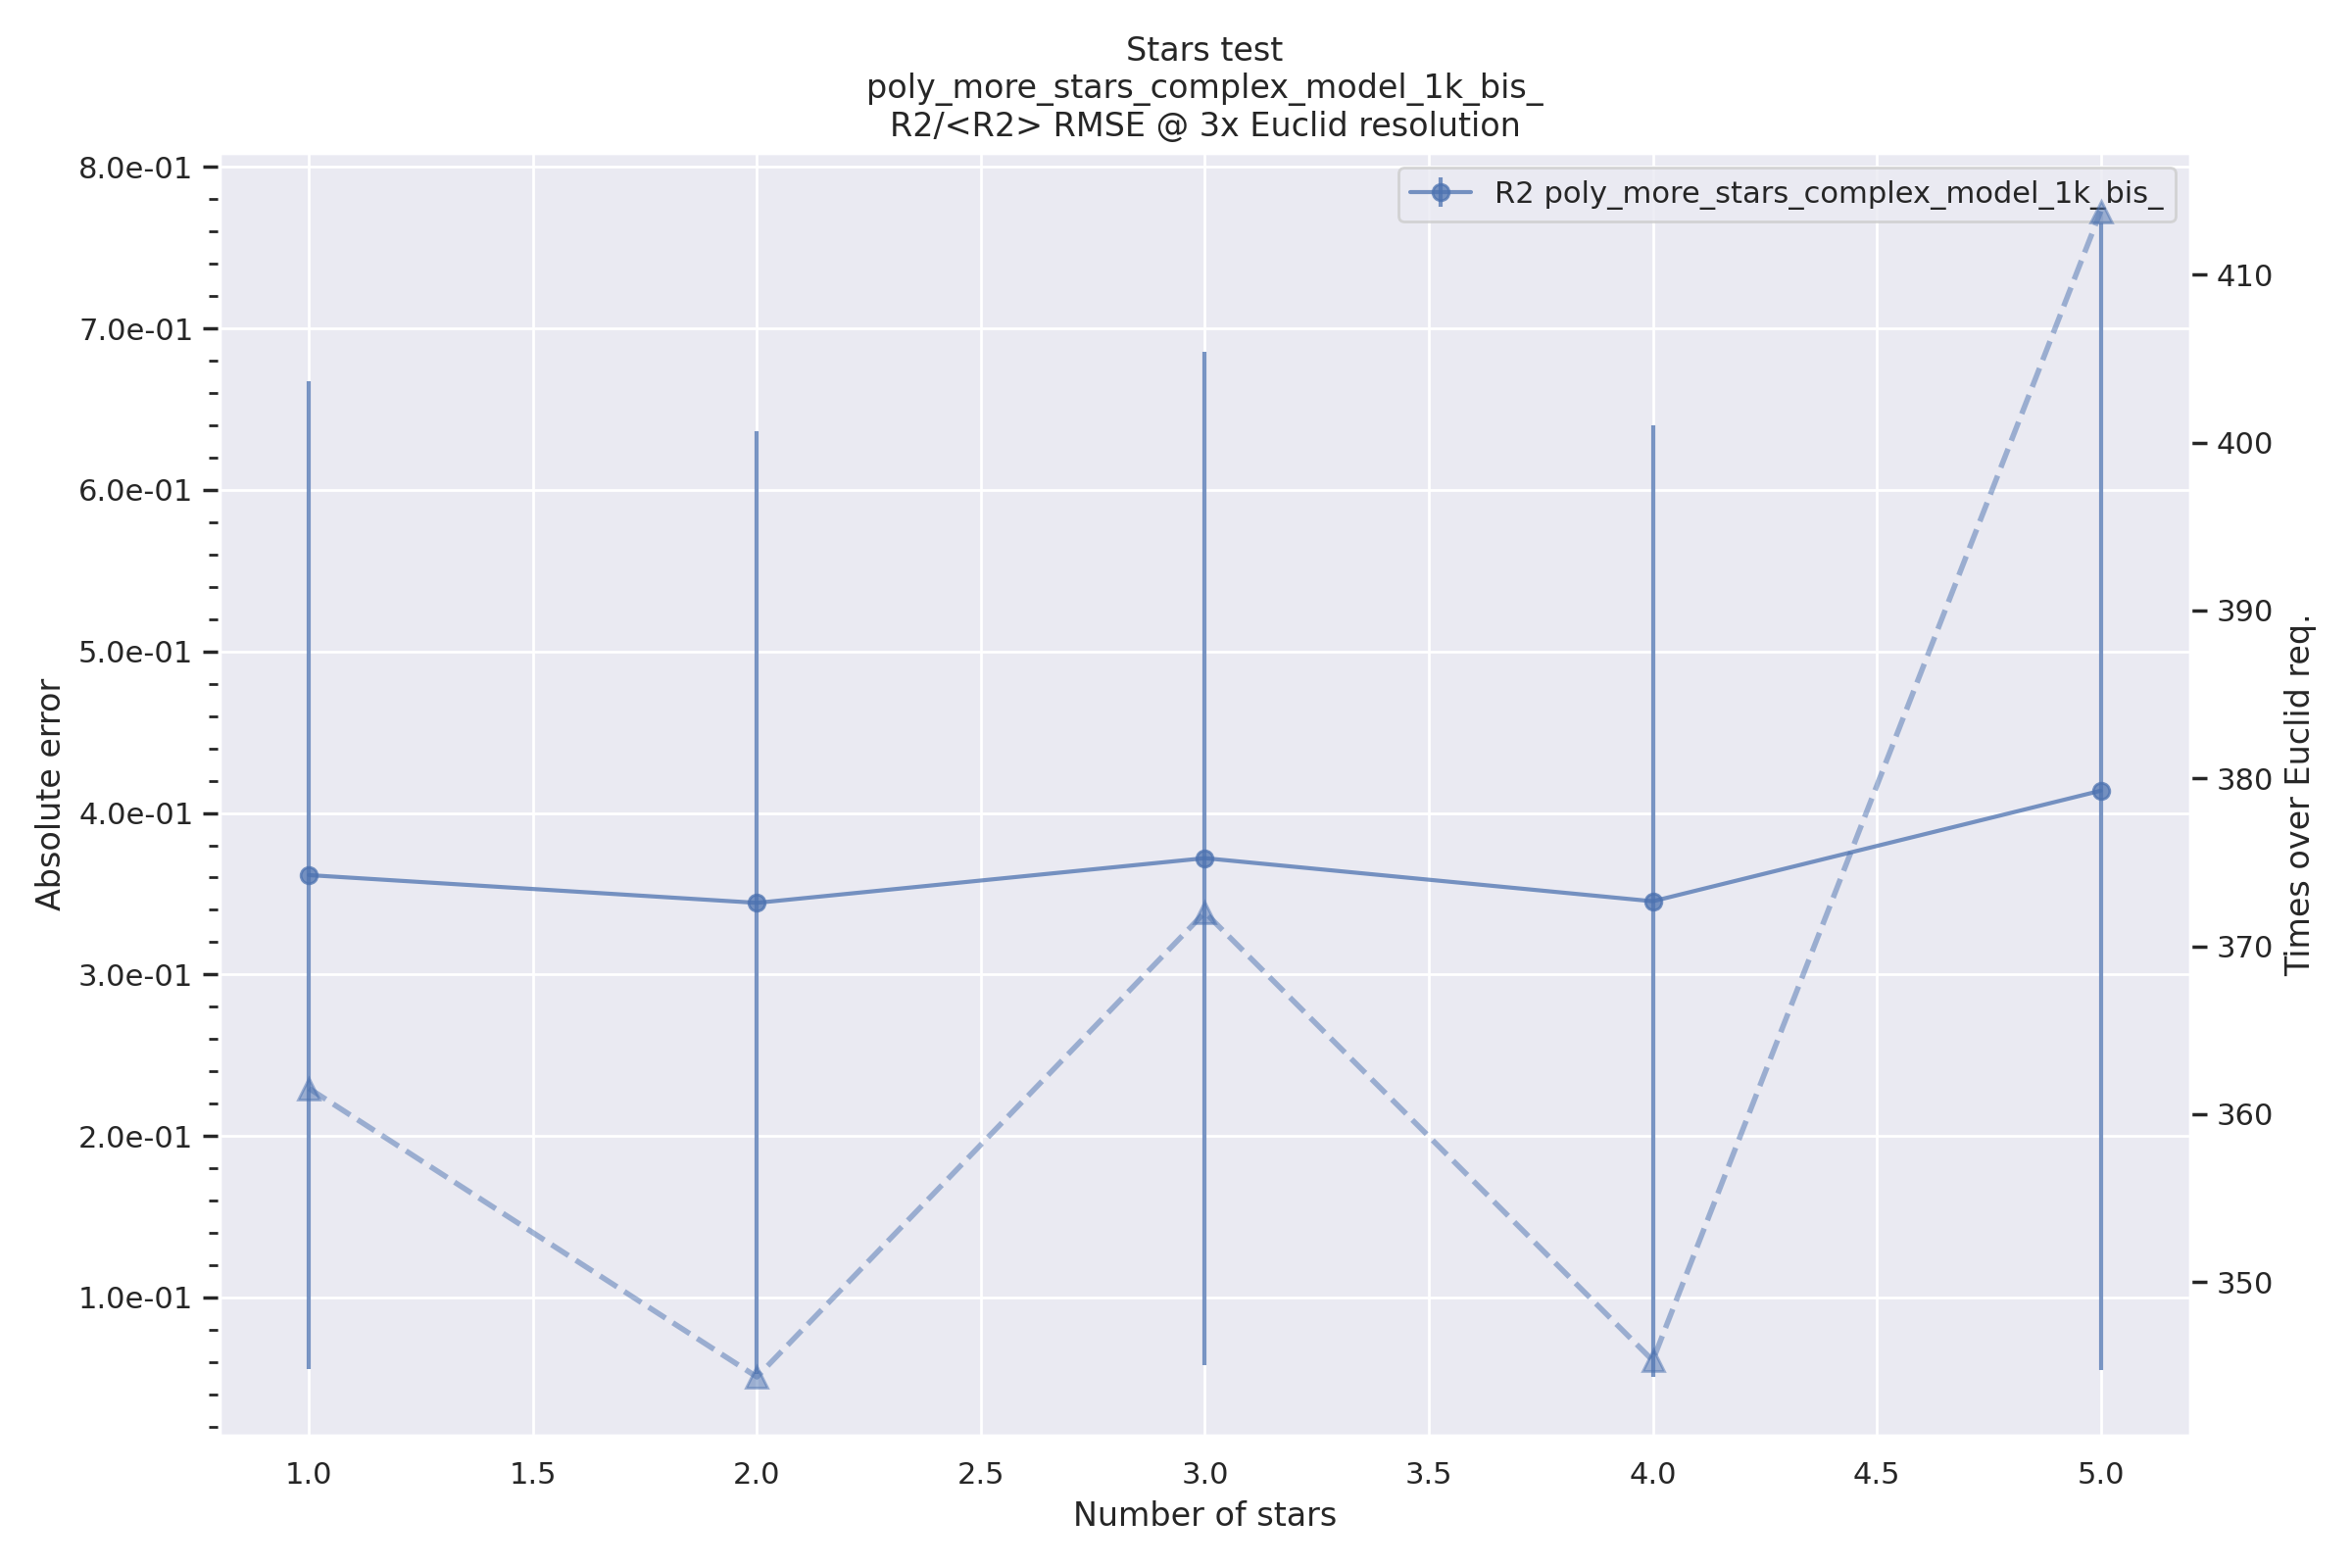 Stars test
poly_more_stars_complex_model_1k_bis_
R2/<R2> RMSE @ 3x Euclid resolution
R2 poly_more_stars_complex_model_1k_bis_
Absolute error
8.0e-01
7.0e-01
6.0e-01
5.0e-01
4.0e-01
3.0e-01
2.0e-01
1.0e-01
410
400
390
380
370
360
350
Times over Euclid req.
1.0 1.5 2.0 2.5 3.0 3.5 4.0 4.5 5.0
Number of stars